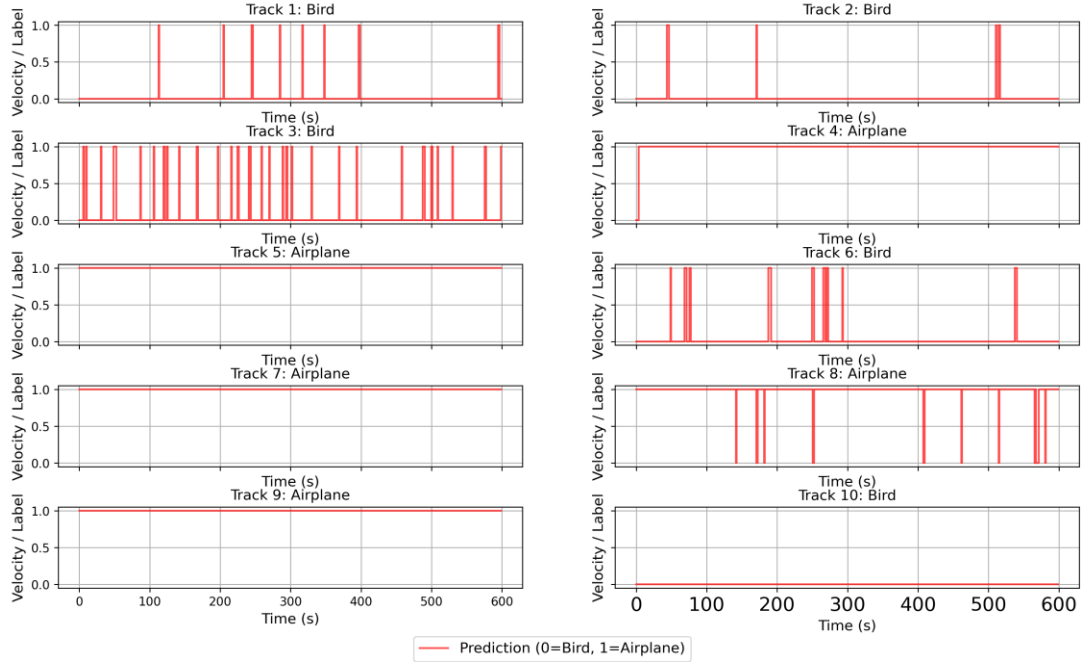 Track 1: Bird
Velocity / Label
1.0
0.5
0.0
Time (s)
Track 2: Bird
Velocity / Label
Time (s)
Track 3: Bird
Velocity / Label
1.0
0.5
0.0
Time (s)
Track 4: Airplane
Velocity / Label
Time (s)
Track 5: Airplane
Velocity / Label
1.0
0.5
0.0
Time (s)
Track 6: Bird
Velocity / Label
Time (s)
Track 7: Airplane
Velocity / Label
1.0
0.5
0.0
Time (s)
Track 8: Airplane
Velocity / Label
Time (s)
Track 9: Airplane
Velocity / Label
1.0
0.5
0.0
0 100 200 300 400 500 600
Time (s)
Track 10: Bird
Velocity / Label
0 100 200 300 400 500 600
Time (s)
Prediction (0=Bird, 1=Airplane)